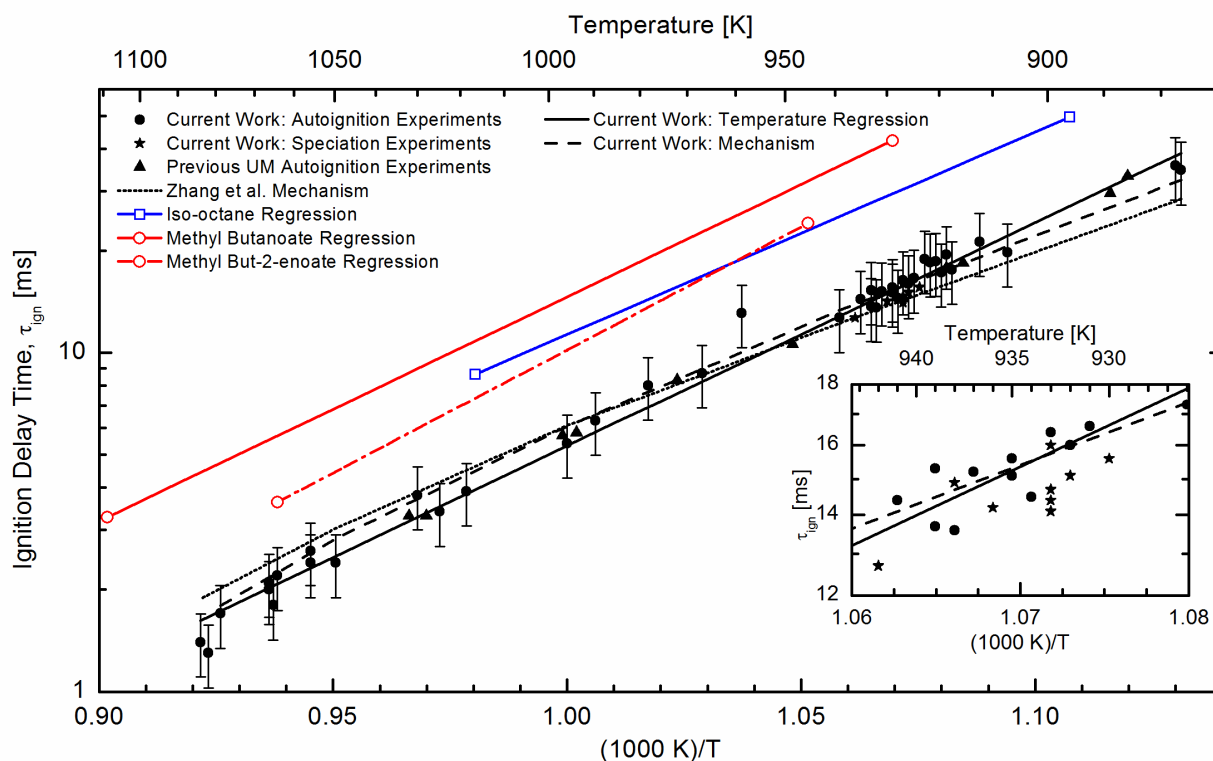 Temperature [K]
1100 1050 1000 950 900
Current Work: Autoignition Experiments
Current Work: Speciation Experiments
Previous UM Autoignition Experiments
Zhang et al. Mechanism
Iso-octane Regression
Methyl Butanoate Regression
Methyl But-2-enoate Regression
Current Work: Temperature Regression
Current Work: Mechanism
Ignition Delay Time, τign [ms]
10
1
Temperature [K]
940 935 930
18
16
14
12
τign [ms]
1.06 1.07 1.08
(1000 K)/T
0.90 0.95 1.00 1.05 1.10
(1000 K)/T